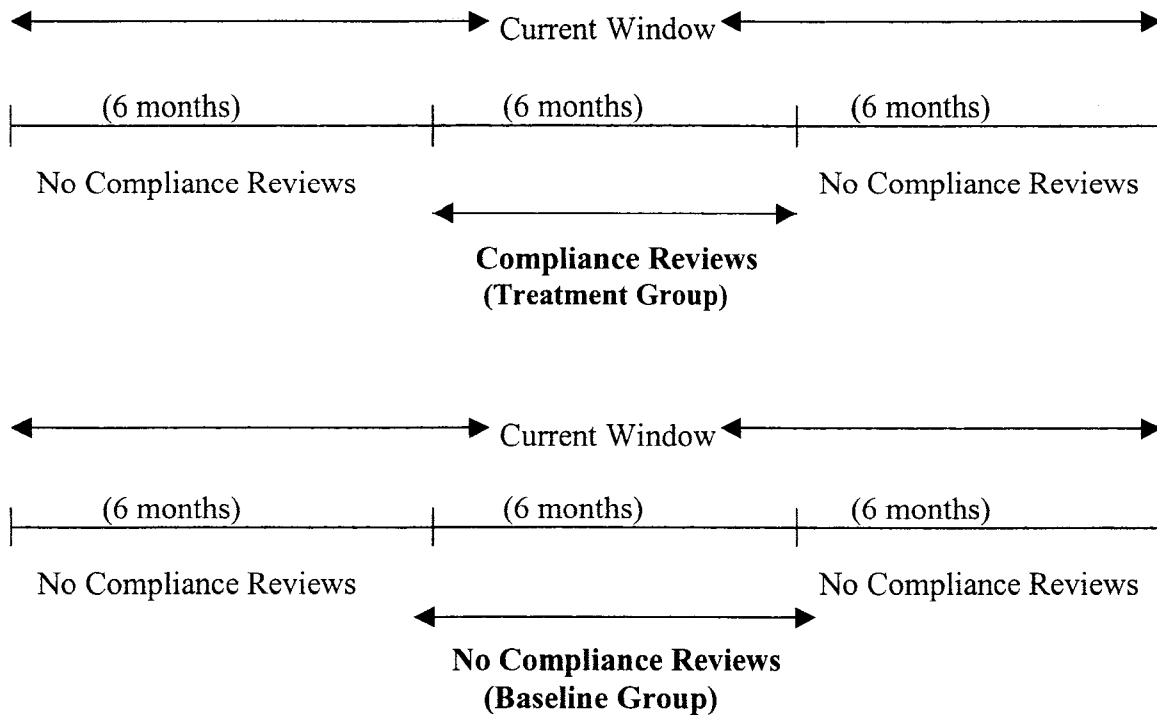 Current Window
(6 months) (6 months) (6 months)
No Compliance Reviews No Compliance Reviews
Compliance Reviews
(Treatment Group)
Current Window
(6 months) (6 months) (6 months)
No Compliance Reviews No Compliance Reviews
No Compliance Reviews
(Baseline Group)